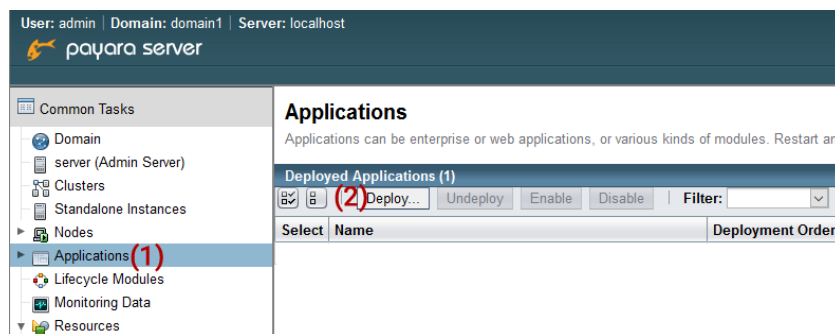 User: admin | Domain: domain1 | Server: localhost
payara server
Common Tasks
Domain
server (Admin Server)
Clusters
Standalone Instances
Nodes
Applications (1)
Lifecycle Modules
Monitoring Data
Resources
Applications
Applications can be enterprise or web applications, or various kinds of modules. Restart an
Deployed Applications (1)
(2) Deploy... Undeploy Enable Disable | Filter:
Select Name Deployment Order